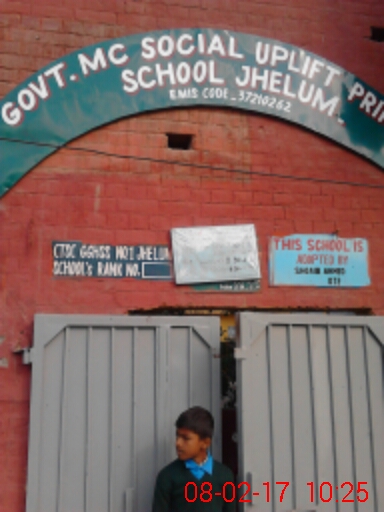 GOVT. MC SOCIAL UPLIFT PRI
SCHOOL JHELUM.
EMIS CODE_37210262
CTSC GGHSS NO1 JHELUM
SCHOOL'S RANK NO.
THIS SCHOOL IS
ADOPTED BY
08-02-17 10:25